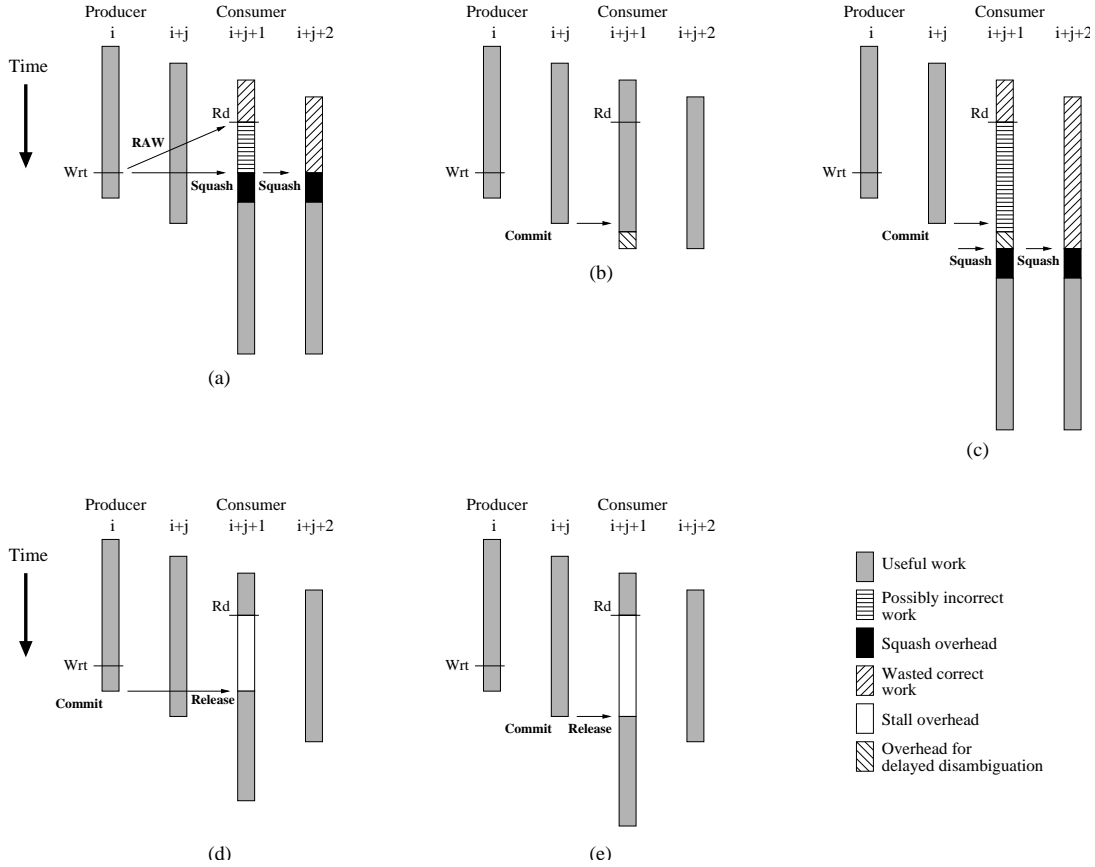 Producer
Consumer
i
i+j
i+j+1
i+j+2
Time
Rd
RAW
Wrt
Squash
Squash
(a)
Producer
Consumer
i
i+j
i+j+1
i+j+2
Rd
Wrt
Commit
(b)
Producer
Consumer
i
i+j
i+j+1
i+j+2
Rd
Wrt
Commit
Squash
Squash
(c)
Producer
Consumer
i
i+j
i+j+1
i+j+2
Time
Rd
Wrt
Commit
Release
(d)
Producer
Consumer
i
i+j
i+j+1
i+j+2
Rd
Wrt
Commit
Release
(e)
Useful work
Possibly incorrect
work
Squash overhead
Wasted correct
work
Stall overhead
Overhead for
delayed disambiguation